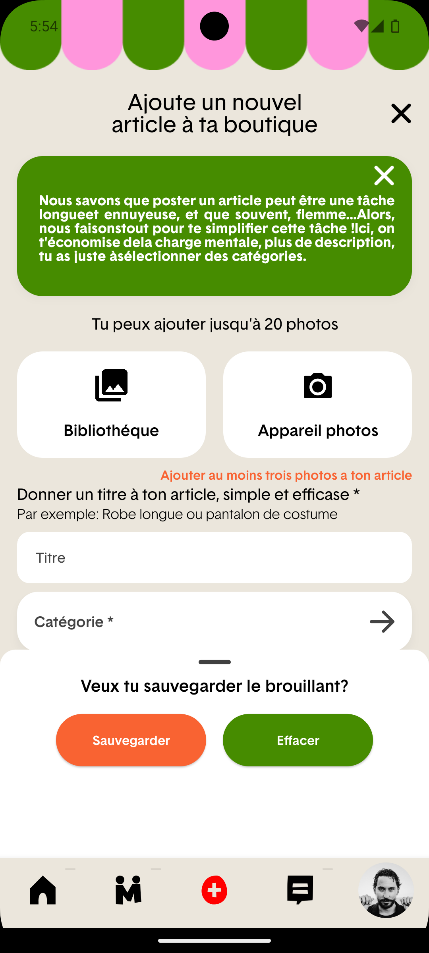 5:54
Ajoute un nouvel
article à ta boutique
Nous savons que poster un article peut être une tâche
longueet ennuyeuse, et que souvent, flemme...Alors,
nous faisonstout pour te simplifier cette tâche !Ici, on
t'économise dela charge mentale, plus de description,
tu as juste àsélectionner des catégories.
Tu peux ajouter jusqu'à 20 photos
Bibliothéque
Appareil photos
Ajouter au moins trois photos a ton article
Donner un titre à ton article, simple et efficase *
Par exemple: Robe longue ou pantalon de costume
Titre
Catégorie *
Veux tu sauvegarder le brouillant?
Sauvegarder
Effacer